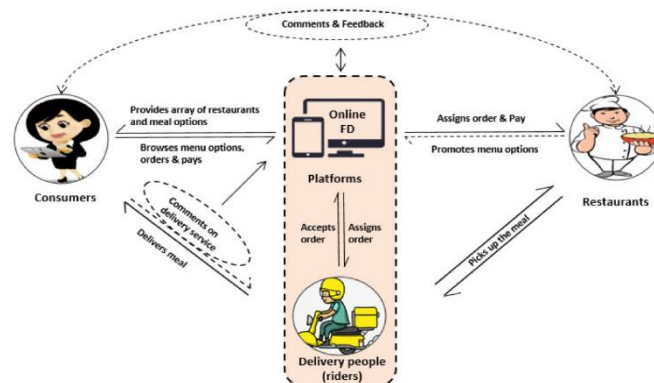 Comments & Feedback
Provides array of restaurants
and meal options
Browses menu options,
orders & pays
Online
FD
Platforms
Assigns order & Pay
Promotes menu options
Consumers
Restaurants
Comments on
delivery service
Delivers meal
Accepts
order
Assigns
order
Picks up the meal
Delivery people
(riders)